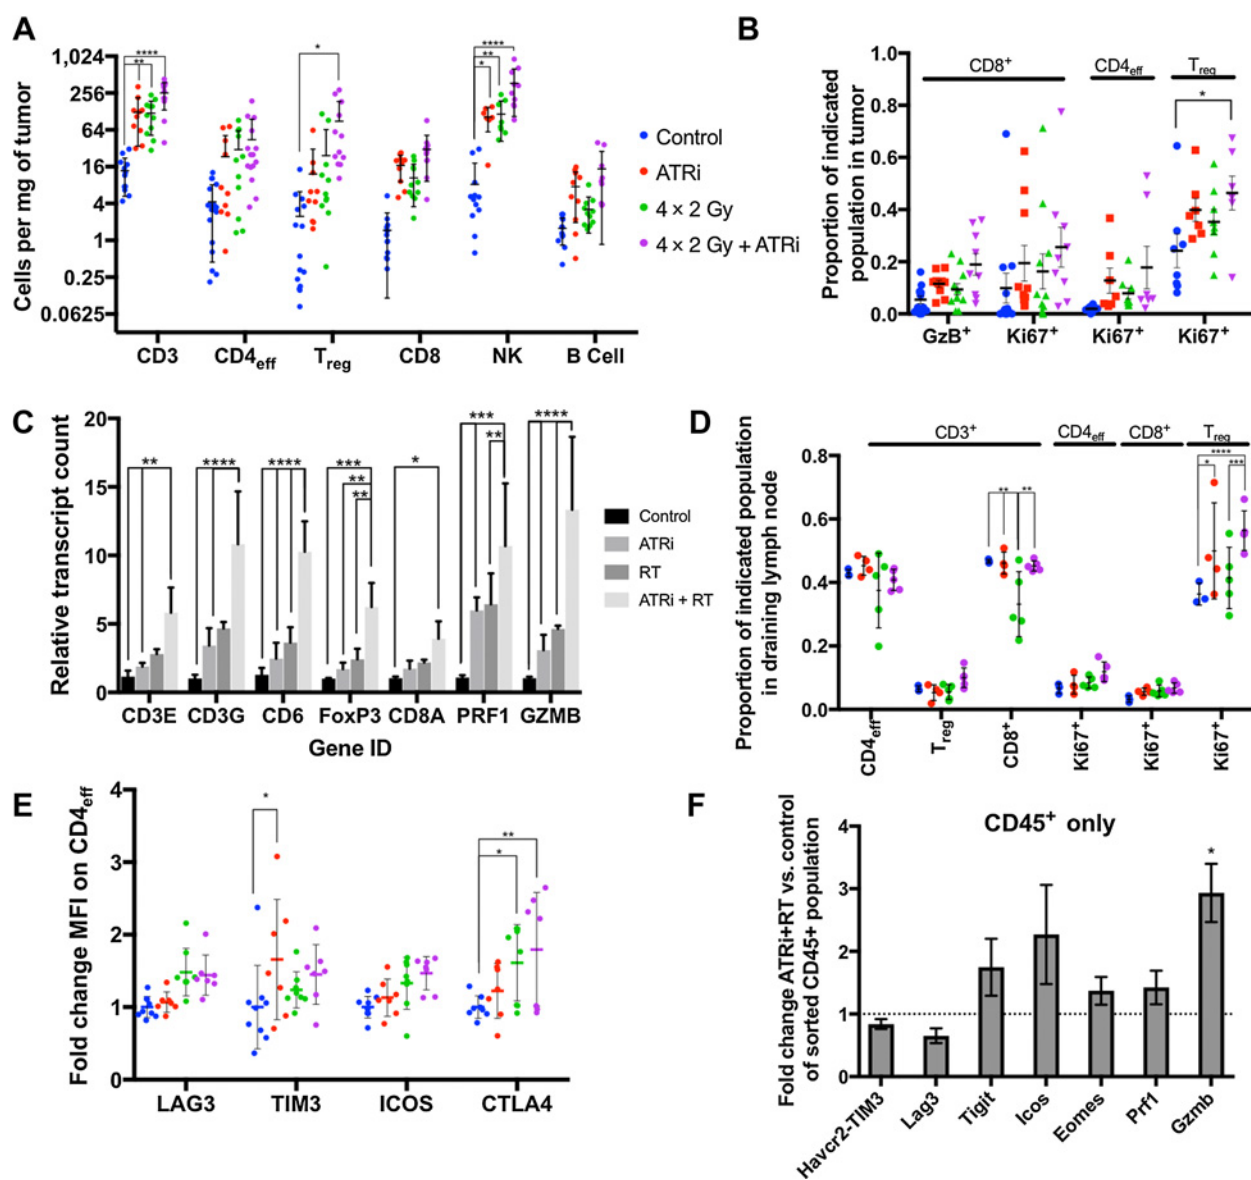 A
Cells per mg of tumor
1,024
256
64
16
4
1
0.25
0.0625
****
**
*
****
**
*
CD3
CD4eff
Treg
CD8
NK
B Cell
Control
ATRi
4 × 2 Gy
4 × 2 Gy + ATRi
B
Proportion of indicated
population in tumor
1.0
0.8
0.6
0.4
0.2
0.0
CD8+
CD4eff
Treg
*
GzB+
Ki67+
Ki67+
Ki67+
C
Relative transcript count
20
15
10
5
0
**
****
****
***
**
**
*
***
**
****
CD3E
CD3G
CD6
FoxP3
CD8A
PRF1
GZMB
Gene ID
Control
ATRi
RT
ATRi + RT
D
Proportion of indicated population
in draining lymph node
0.8
0.6
0.4
0.2
0.0
CD3+
CD4eff
CD8+
Treg
**
**
****
*
***
CD4eff
Treg
CD8+
Ki67+
Ki67+
Ki67+
E
Fold change MFI on CD4eff
4
3
2
1
0
*
**
*
LAG3
TIM3
ICOS
CTLA4
F
CD45+ only
Fold change ATRi+RT vs. control
of sorted CD45+ population
4
3
2
1
0
*
Havcr2-TIM3
Lag3
Tigit
Icos
Eomes
Prf1
Gzmb